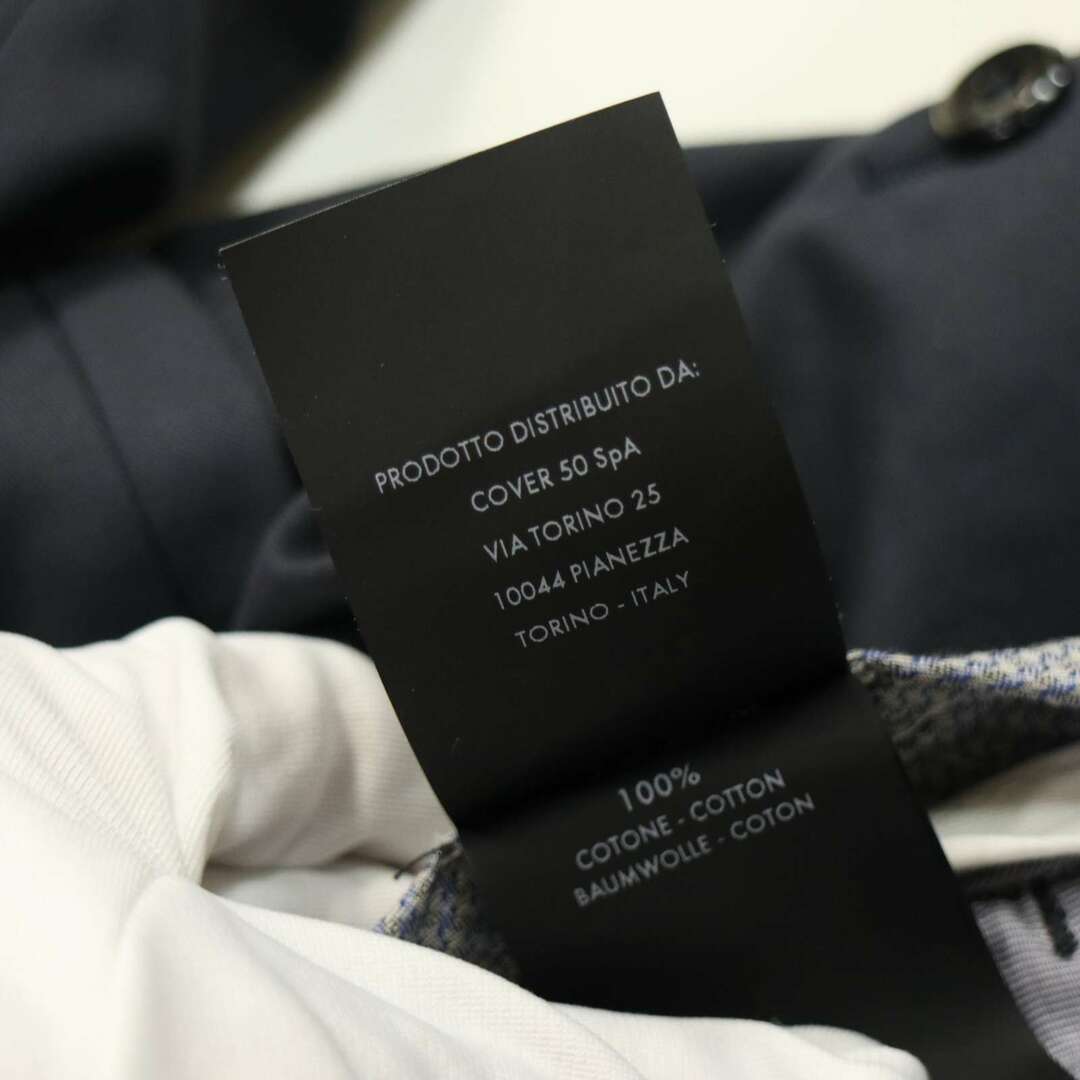 PRODOTTO DISTRIBUITO DA:
COVER 50 SpA
VIA TORINO 25
10044 PIANEZZA
TORINO - ITALY
100%
COTONE - COTTON
BAUMWOLLE - COTON